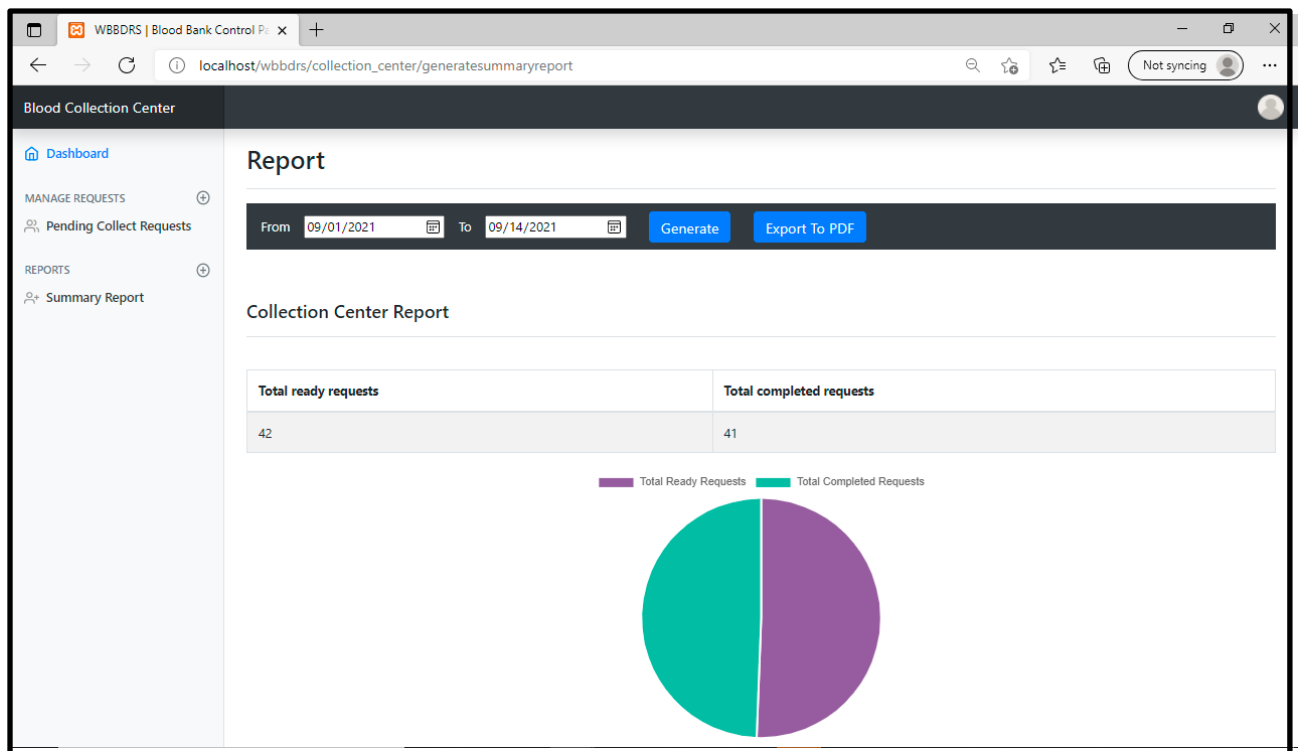 WBBDRS | Blood Bank Control Pa
localhost/wbbdrs/collection_center/generatesummaryreport
Not syncing
Blood Collection Center
Dashboard
MANAGE REQUESTS
Pending Collect Requests
REPORTS
Summary Report
Report
From 09/01/2021 To 09/14/2021 Generate Export To PDF
Collection Center Report
Total ready requests Total completed requests
42 41
Total Ready Requests Total Completed Requests